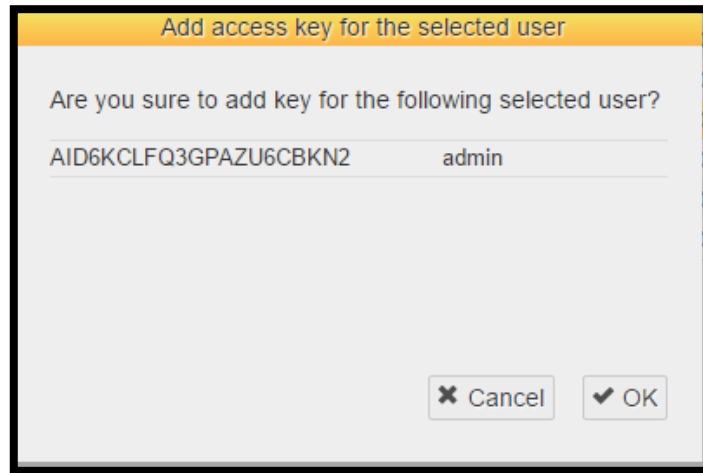 Add access key for the selected user
Are you sure to add key for the following selected user?
AID6KCLFQ3GPAZU6CBKN2 admin
Cancel OK